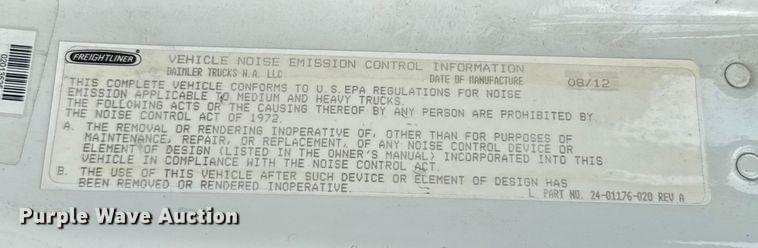 FREIGHTLINER
VEHICLE NOISE EMISSION CONTROL INFORMATION
DAIMLER TRUCKS N.A. LLC DATE OF MANUFACTURE 08/12
THIS COMPLETE VEHICLE CONFORMS TO U.S.EPA REGULATIONS FOR NOISE
EMISSION APPLICABLE TO MEDIUM AND HEAVY TRUCKS.
THE FOLLOWING ACTS OR THE CAUSING THEREOF BY ANY PERSON ARE PROHIBITED BY
THE NOISE CONTROL ACT OF 1972.
A. THE REMOVAL OR RENDERING INOPERATIVE OF, OTHER THAN FOR PURPOSES OF
MAINTENANCE, REPAIR, OR REPLACEMENT, OF ANY NOISE CONTROL DEVICE OR
ELEMENT OF DESIGN (LISTED IN THE OWNER'S MANUAL) INCORPORATED INTO THIS
VEHICLE IN COMPLIANCE WITH THE NOISE CONTROL ACT.
B. THE USE OF THIS VEHICLE AFTER SUCH DEVICE OR ELEMENT OF DESIGN HAS
BEEN REMOVED OR RENDERED INOPERATIVE.
L PART NO. 24-01176-020 REV A
Purple Wave Auction